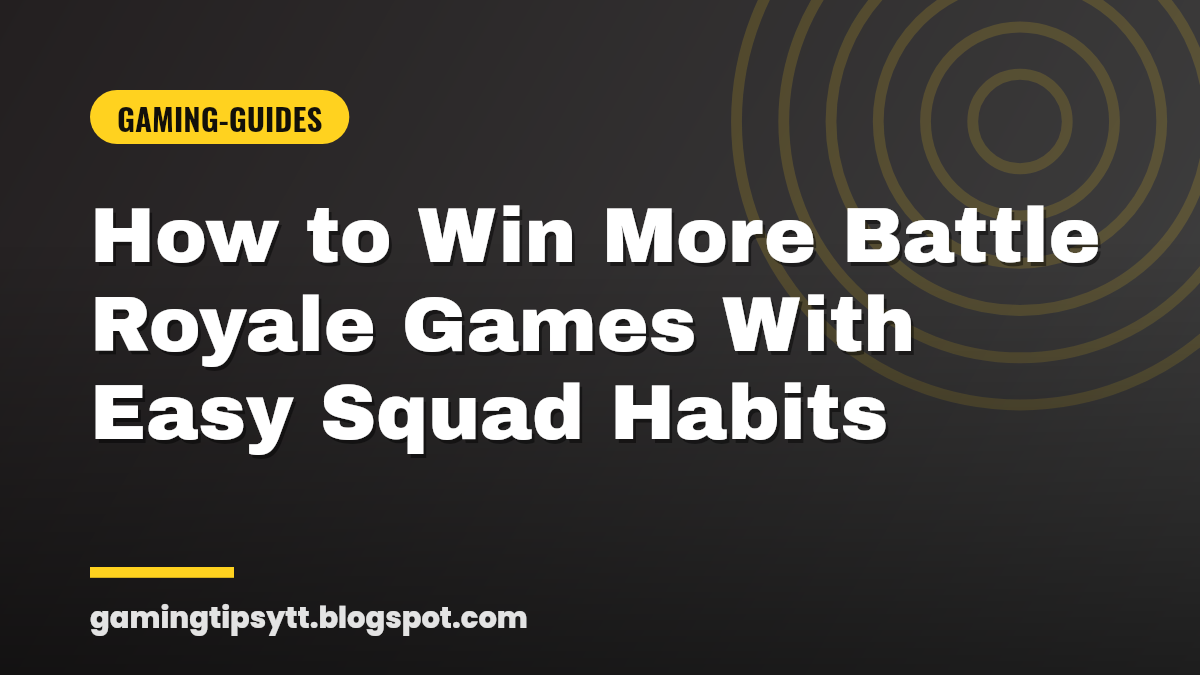 GAMING-GUIDES
How to Win More Battle
Royale Games With
Easy Squad Habits
gamingtipsytt.blogspot.com